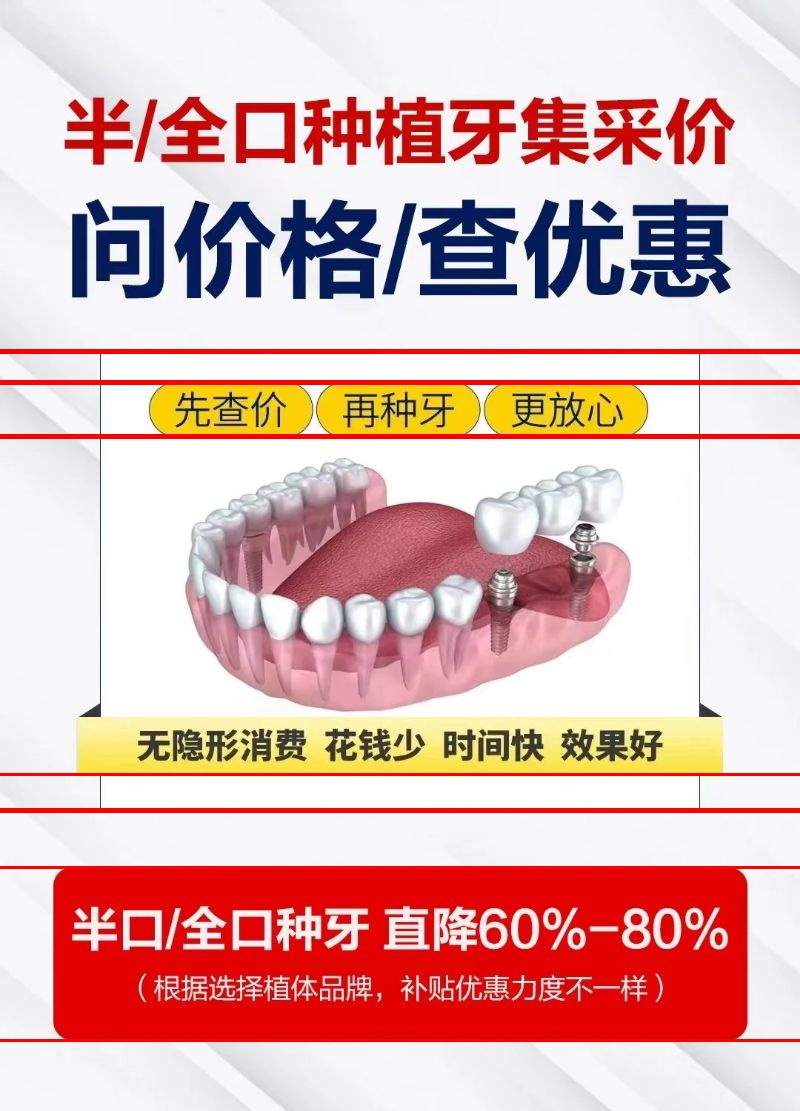 半/全口种植牙集采价
问价格/查优惠
先查价 再种牙 更放心
无隐形消费 花钱少 时间快 效果好
半口/全口种牙 直降60%-80%
（根据选择植体品牌，补贴优惠力度不一样）